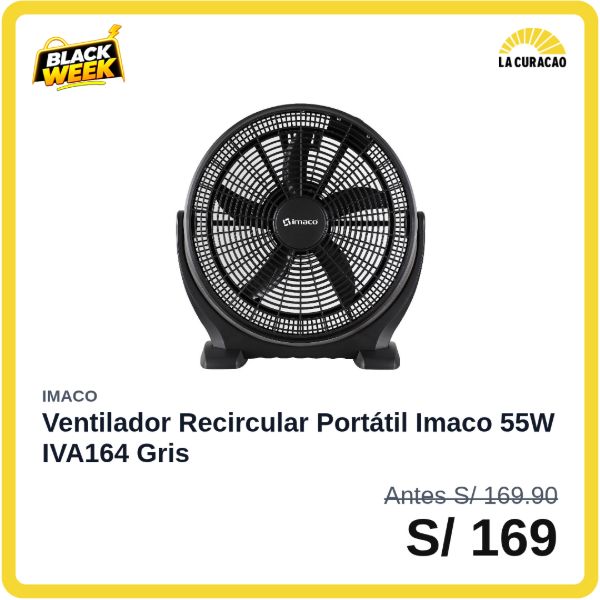 BLACK
WEEK
LA CURACAO
imaco
IMACO
Ventilador Recircular Portátil Imaco 55W
IVA164 Gris
Antes S/ 169.90
S/ 169